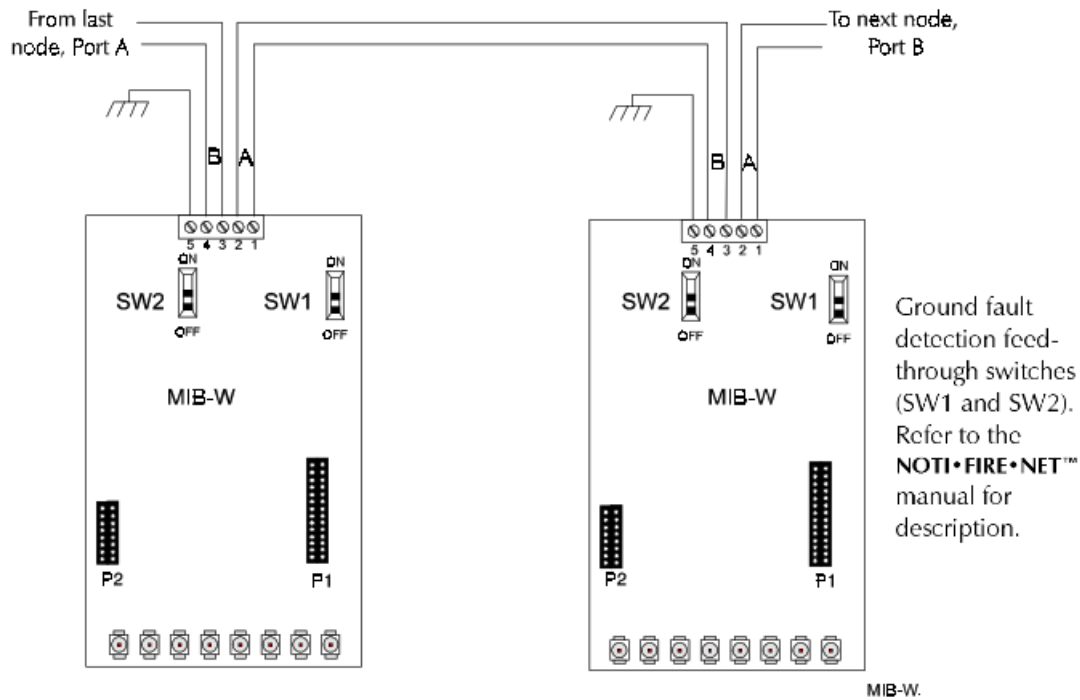 From last
node, Port A
To next node,
Port B
B A
B A
5 4 3 2 1
5 4 3 2 1
ON
ON
ON
ON
SW2
SW1
SW2
SW1
OFF
OFF
OFF
OFF
MIB-W
MIB-W
Ground fault
detection feed-
through switches
(SW1 and SW2).
Refer to the
NOTI•FIRE•NET™
manual for
description.
P2
P1
P2
P1
MIB-W.